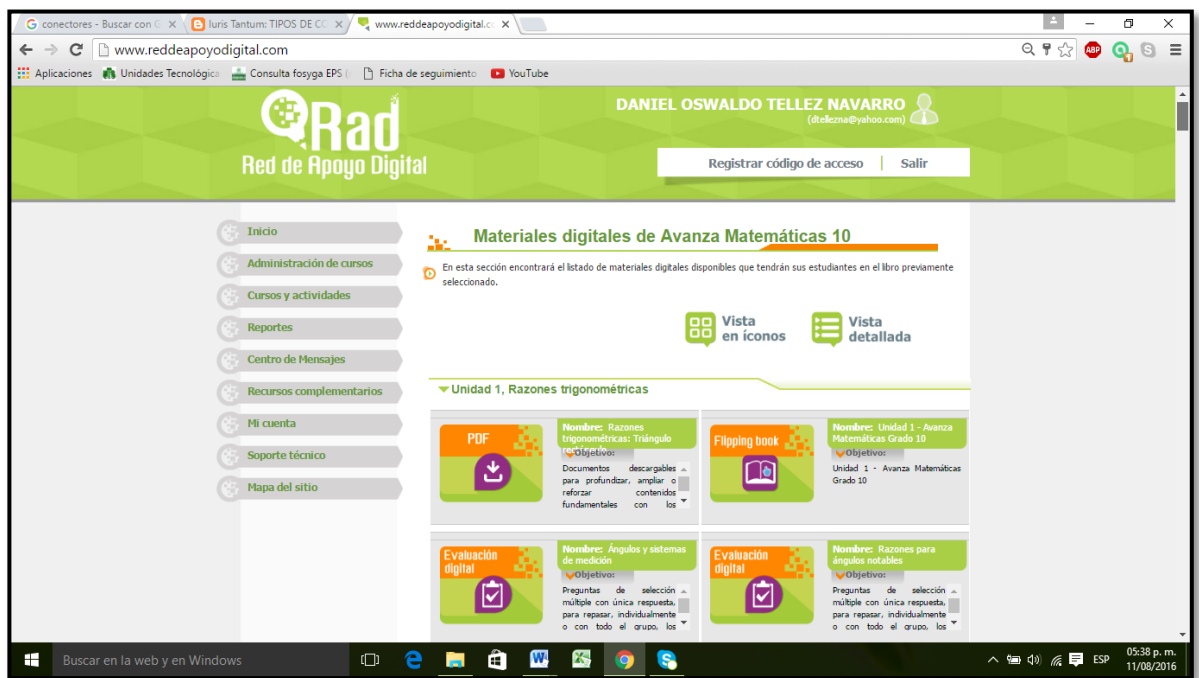 conectores - Buscar con G
Iuris Tantum: TIPOS DE CO
www.reddeapoyodigital.co
www.reddeapoyodigital.com
Aplicaciones Unidades Tecnológica Consulta fosyga EPS ( Ficha de seguimiento YouTube
DANIEL OSWALDO TELLEZ NAVARRO
(dtellezna@yahoo.com)
Rad
Red de Apoyo Digital
Registrar código de acceso | Salir
Inicio
Administración de cursos
Cursos y actividades
Reportes
Centro de Mensajes
Recursos complementarios
Mi cuenta
Soporte técnico
Mapa del sitio
Materiales digitales de Avanza Matemáticas 10
En esta sección encontrará el listado de materiales digitales disponibles que tendrán sus estudiantes en el libro previamente
seleccionado.
Vista
en íconos
Vista
detallada
Unidad 1, Razones trigonométricas
PDF
Nombre: Razones
trigonométricas: Triángulo
Objetivo:
Documentos descargables
para profundizar, ampliar o
reforzar contenidos
fundamentales con los
Flipping book
Nombre: Unidad 1 - Avanza
Matemáticas Grado 10
Objetivo:
Unidad 1 - Avanza Matemáticas
Grado 10
Evaluación
digital
Nombre: Ángulos y sistemas
de medición
Objetivo:
Preguntas de selección
múltiple con única respuesta,
para repasar, individualmente
o con todo el grupo, los
Evaluación
digital
Nombre: Razones para
ángulos notables
Objetivo:
Preguntas de selección
múltiple con única respuesta,
para repasar, individualmente
o con todo el grupo, los
Buscar en la web y en Windows
ESP
05:38 p. m.
11/08/2016